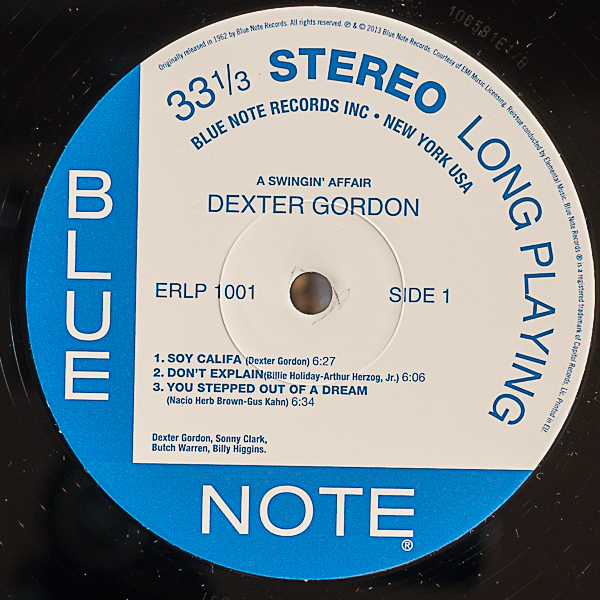 Originally released in 1962 by Blue Note Records. All rights reserved. ℗ & © 2013 Blue Note Records. Courtesy of EMI Music Licensing. Reissue conducted by Elemental Music. Blue Note Records ® is a registered trademark of Capitol Records, Llc. Printed in EU.
33 1/3 STEREO LONG PLAYING
BLUE NOTE RECORDS INC • NEW YORK USA
A SWINGIN' AFFAIR
DEXTER GORDON
ERLP 1001
SIDE 1
1. SOY CALIFA (Dexter Gordon) 6:27
2. DON'T EXPLAIN(Billie Holiday-Arthur Herzog, Jr.) 6:06
3. YOU STEPPED OUT OF A DREAM
(Nacio Herb Brown-Gus Kahn) 6:34
Dexter Gordon, Sonny Clark,
Butch Warren, Billy Higgins.
BLUE
NOTE®